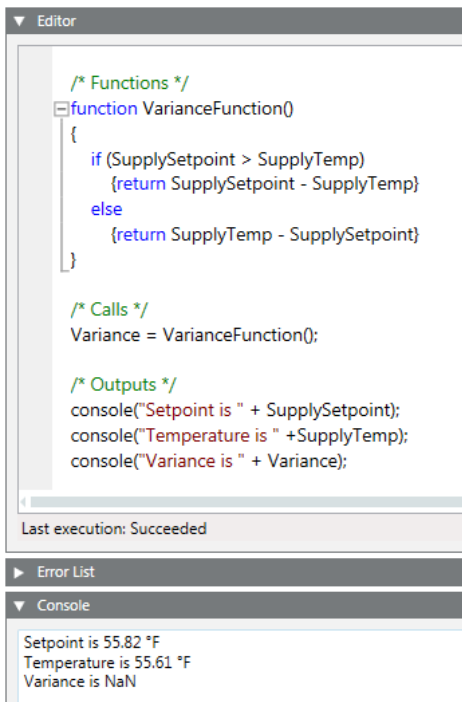 Editor
/* Functions */
function VarianceFunction()
{
if (SupplySetpoint > SupplyTemp)
{return SupplySetpoint - SupplyTemp}
else
{return SupplyTemp - SupplySetpoint}
}
/* Calls */
Variance = VarianceFunction();
/* Outputs */
console("Setpoint is " + SupplySetpoint);
console("Temperature is " +SupplyTemp);
console("Variance is " + Variance);
Last execution: Succeeded
Error List
Console
Setpoint is 55.82 °F
Temperature is 55.61 °F
Variance is NaN